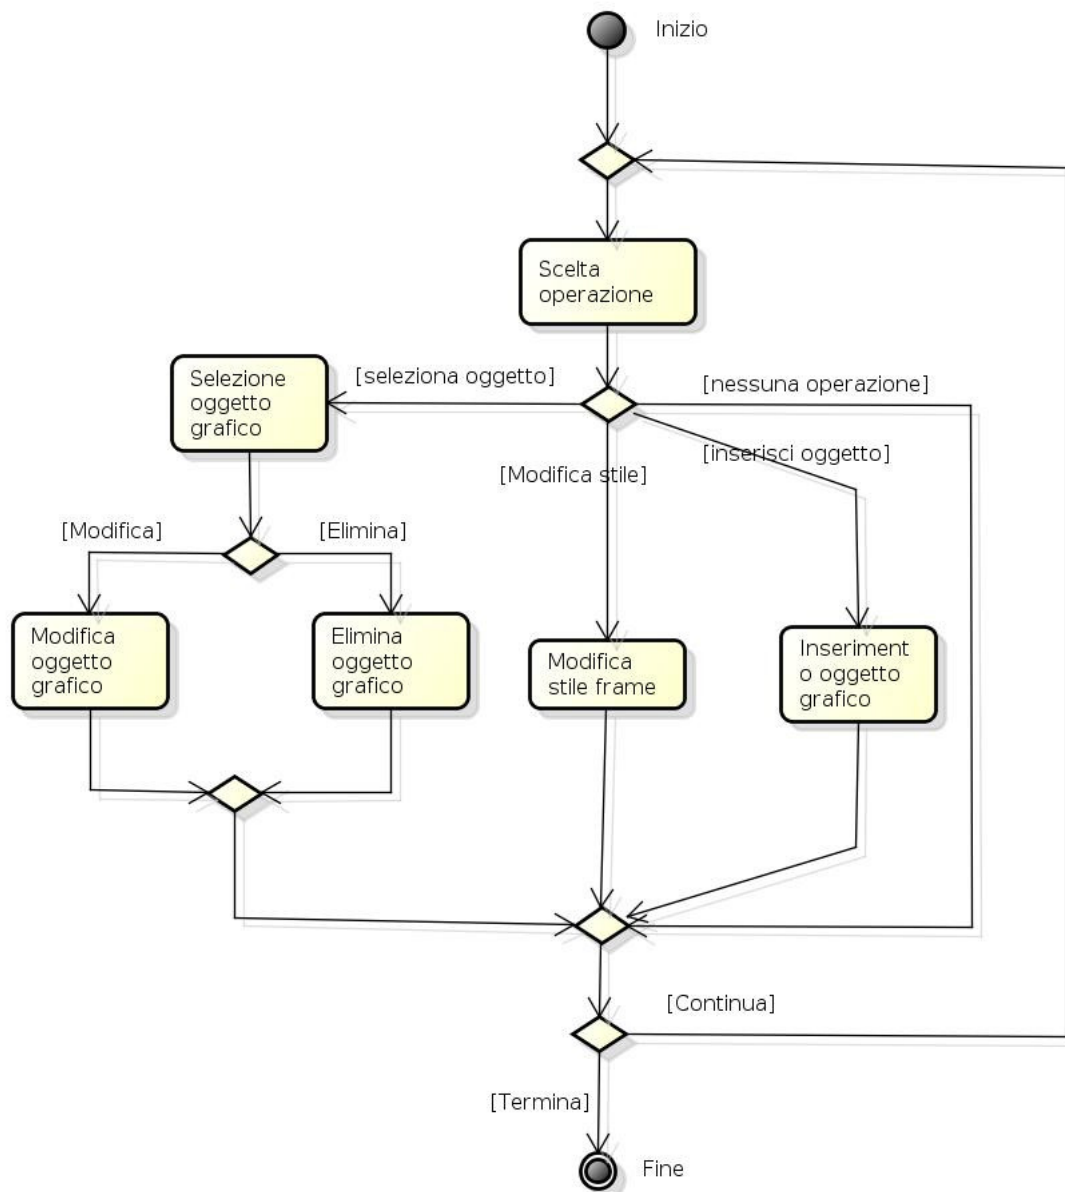 Inizio
Scelta
operazione
[seleziona oggetto]
[nessuna operazione]
Selezione
oggetto
grafico
[inserisci oggetto]
[Modifica stile]
[Modifica]
[Elimina]
Modifica
oggetto
grafico
Elimina
oggetto
grafico
Modifica
stile frame
Inseriment
o oggetto
grafico
[Continua]
[Termina]
Fine